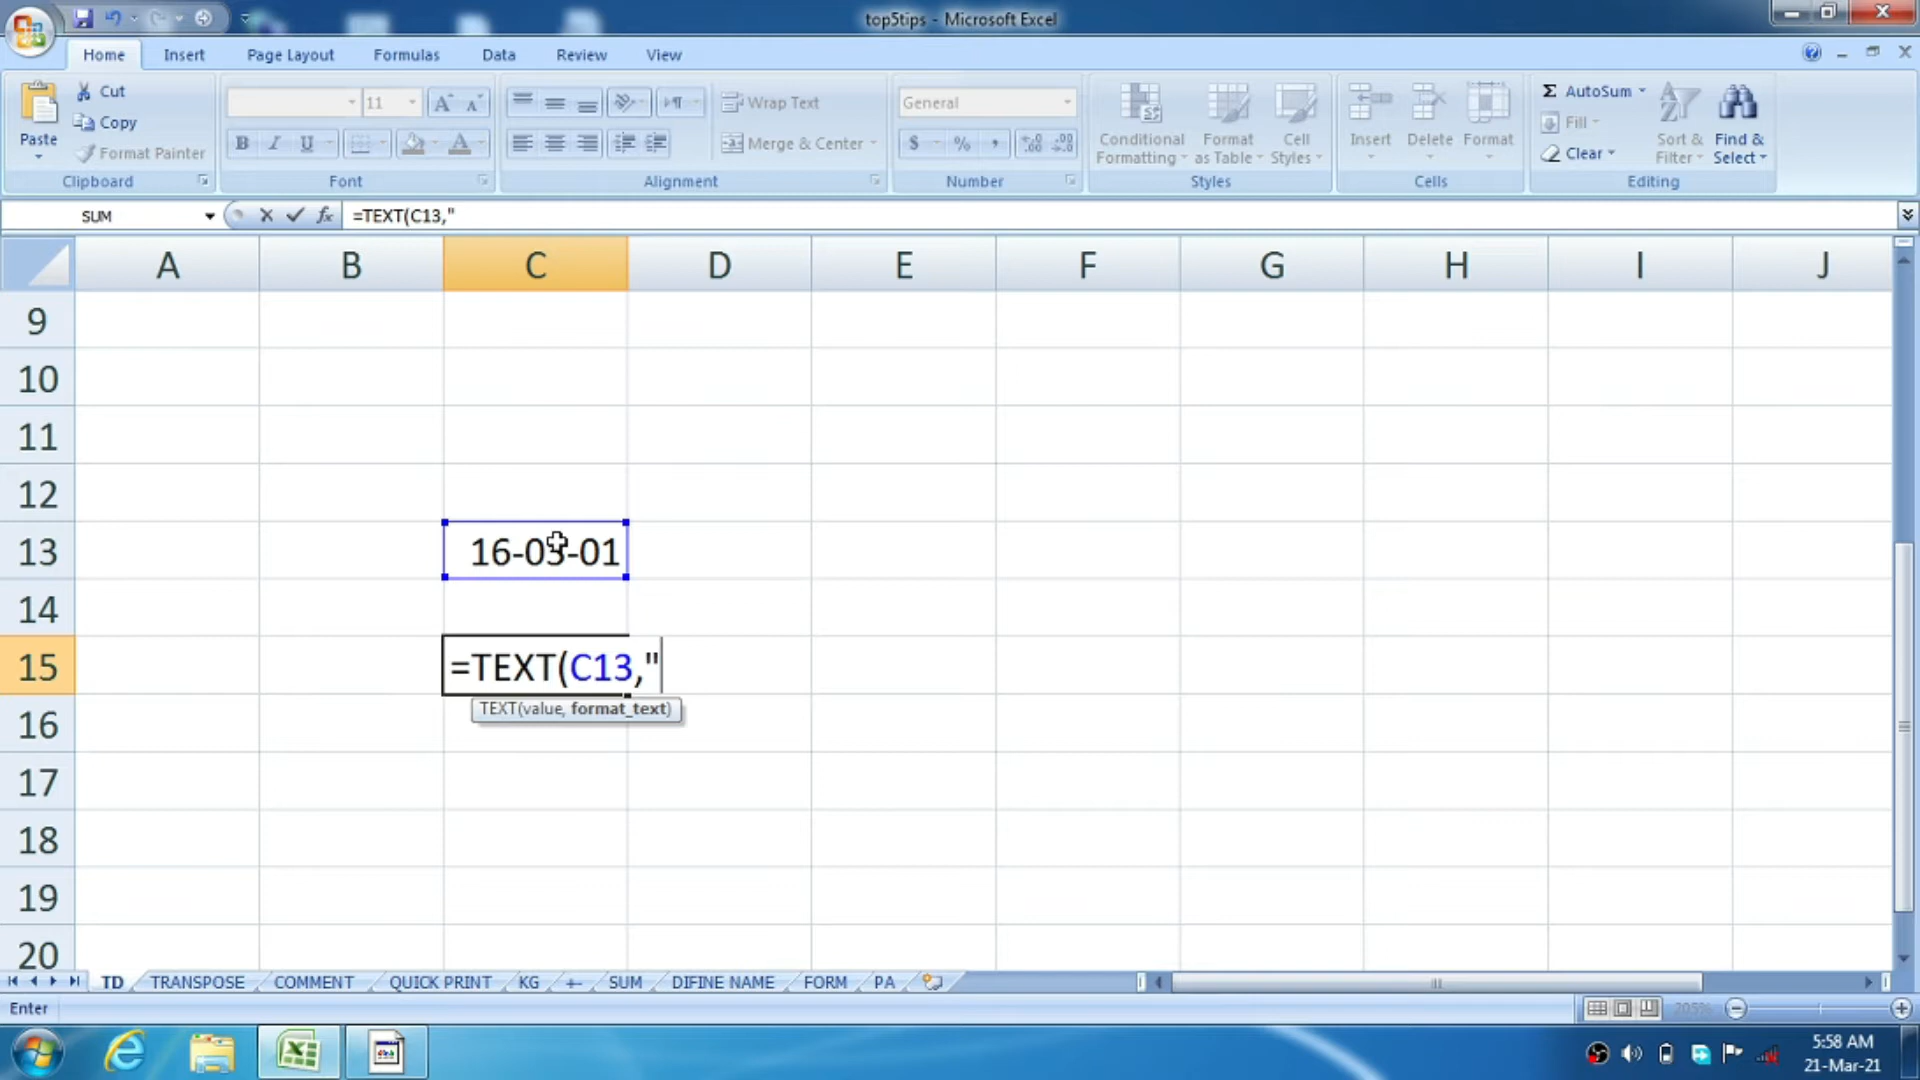 top5tips - Microsoft Excel
Home Insert Page Layout Formulas Data Review View
Paste
Cut
Copy
Format Painter
Clipboard
11
B I U
Font
Wrap Text
Merge & Center
Alignment
General
$ % ,
Number
Conditional Formatting
Format as Table
Cell Styles
Styles
Insert
Delete
Format
Cells
Σ AutoSum
Fill
Clear
Sort & Filter
Find & Select
Editing
SUM fx =TEXT(C13,"
A B C D E F G H I J
9
10
11
12
13 16-03-01
14
15 =TEXT(C13,"
TEXT(value, format_text)
16
17
18
19
20
TD TRANSPOSE COMMENT QUICK PRINT KG +- SUM DIFINE NAME FORM PA
Enter 205%
5:58 AM
21-Mar-21